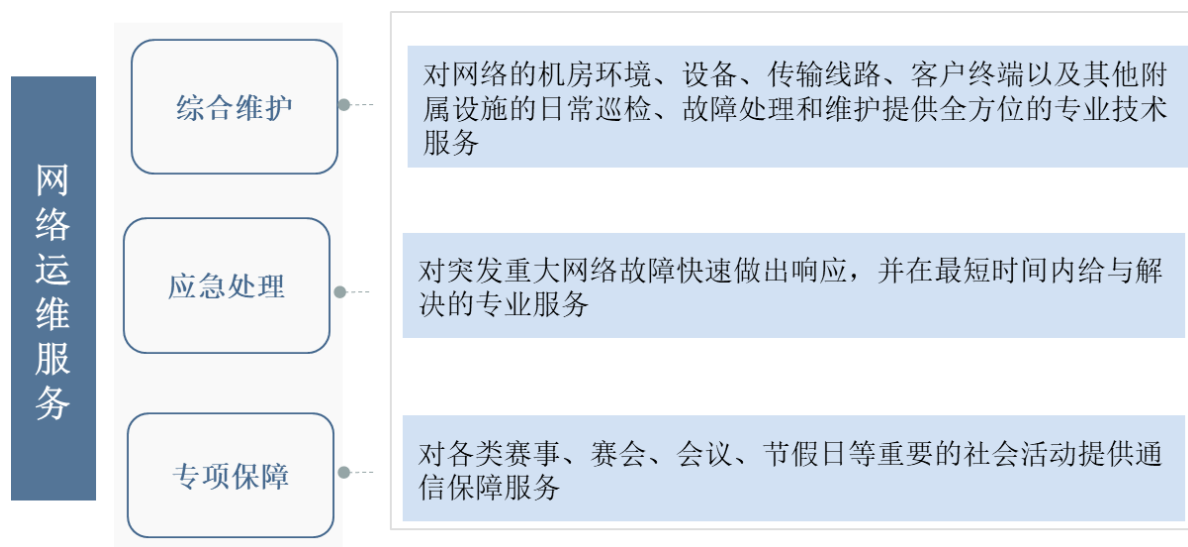 网络运维服务
综合维护
对网络的机房环境、设备、传输线路、客户终端以及其他附
属设施的日常巡检、故障处理和维护提供全方位的专业技术
服务
应急处理
对突发重大网络故障快速做出响应，并在最短时间内给与解
决的专业服务
专项保障
对各类赛事、赛会、会议、节假日等重要的社会活动提供通
信保障服务